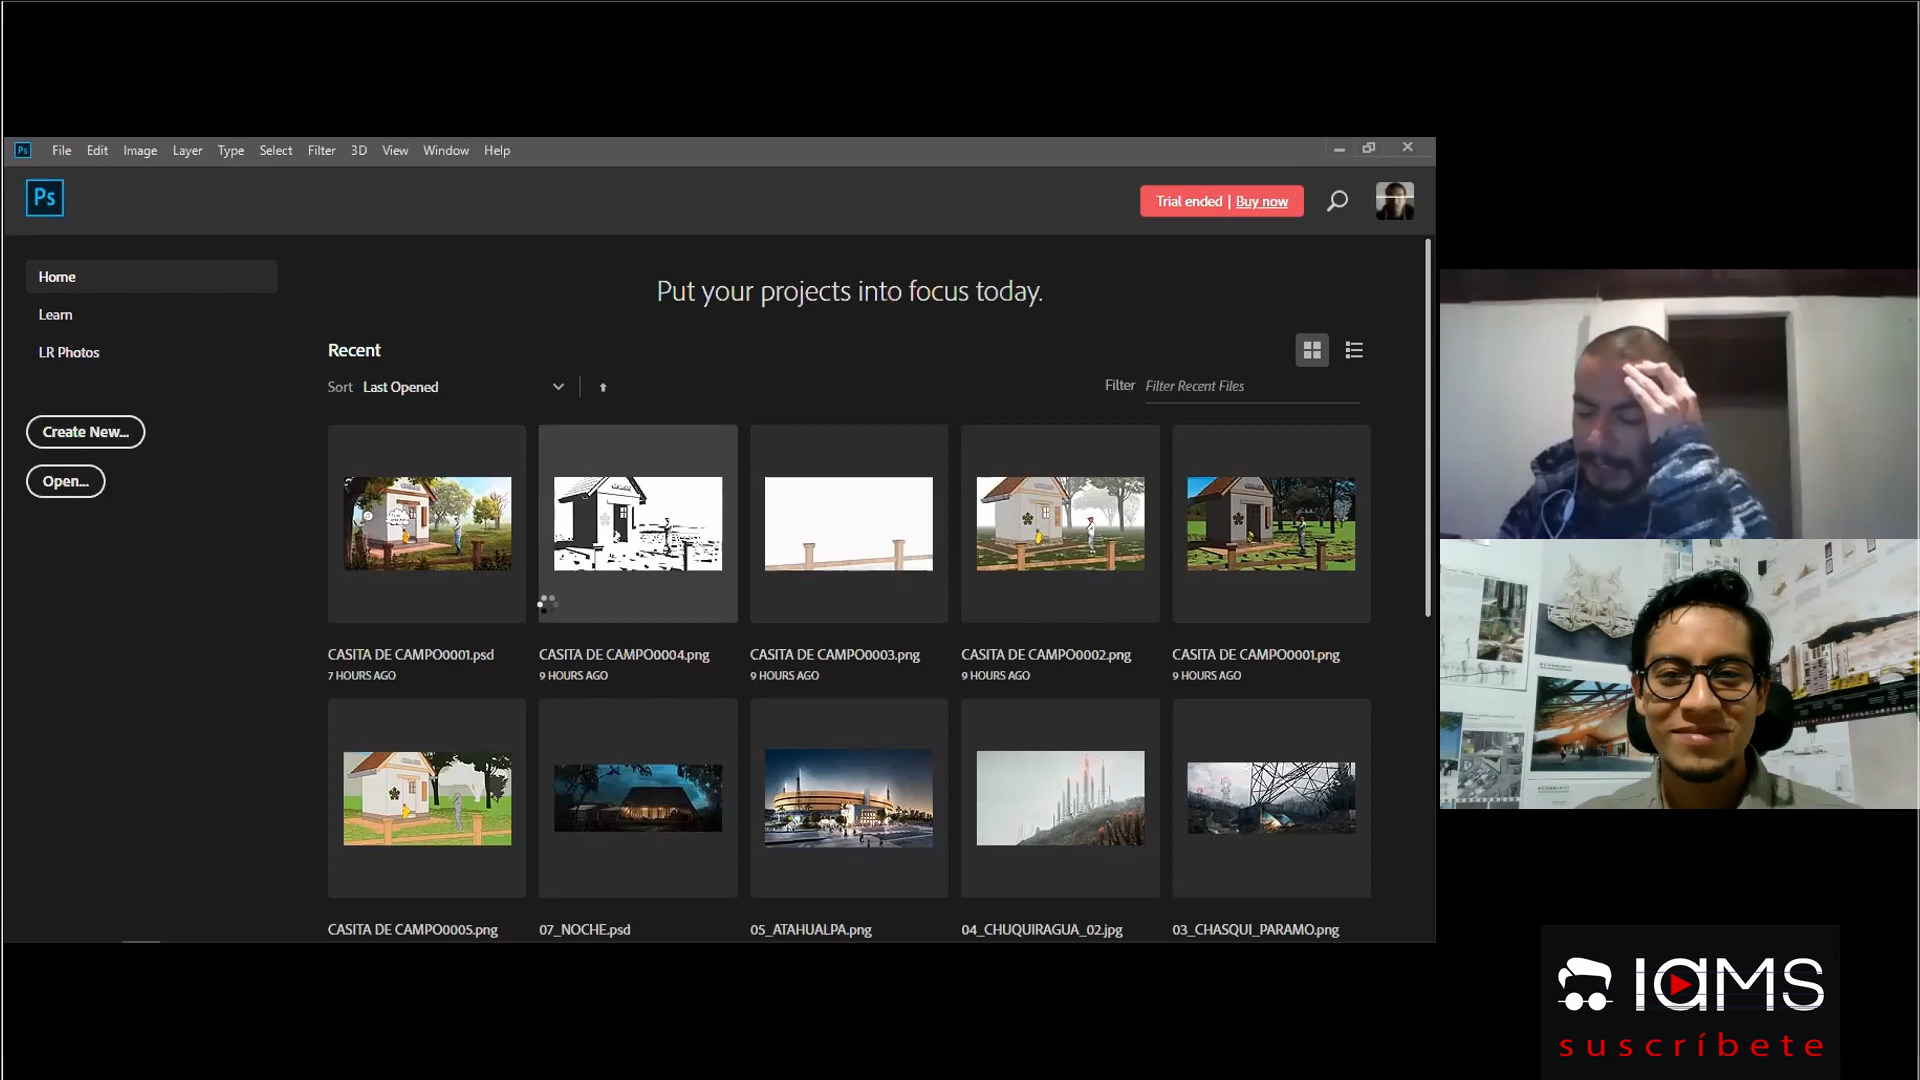 Ps File Edit Image Layer Type Select Filter 3D View Window Help
Ps
Trial ended | Buy now
Home
Learn
LR Photos
Create New...
Open...
Put your projects into focus today.
Recent
Sort Last Opened
Filter Filter Recent Files
CASITA DE CAMPO0001.psd
7 HOURS AGO
CASITA DE CAMPO0004.png
9 HOURS AGO
CASITA DE CAMPO0003.png
9 HOURS AGO
CASITA DE CAMPO0002.png
9 HOURS AGO
CASITA DE CAMPO0001.png
9 HOURS AGO
CASITA DE CAMPO0005.png
07_NOCHE.psd
05_ATAHUALPA.png
04_CHUQUIRAGUA_02.jpg
03_CHASQUI_PARAMO.png
IaMS
suscríbete